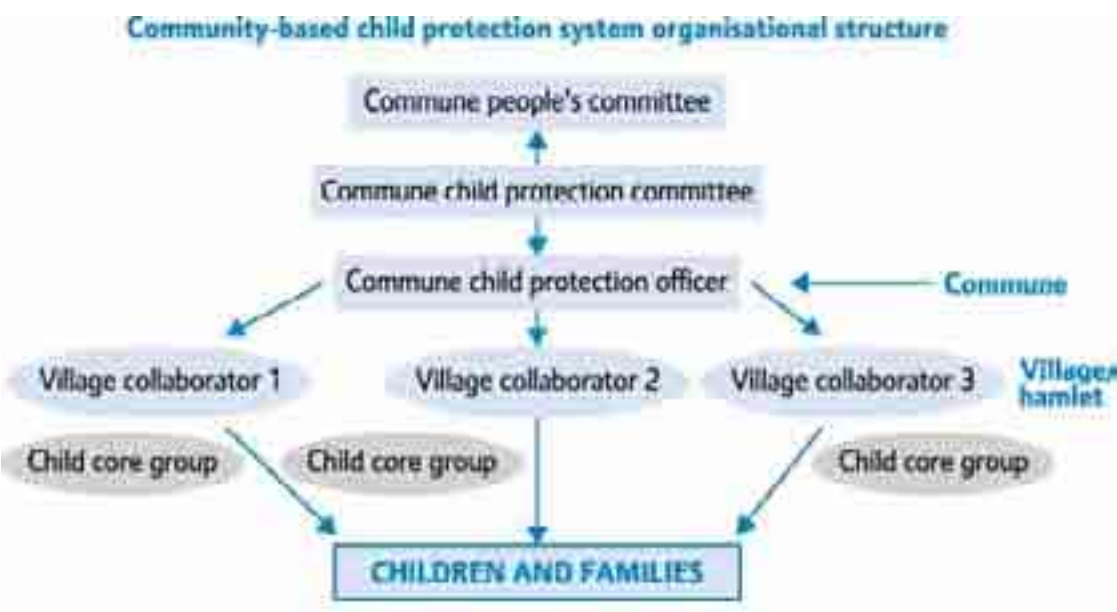 Community-based child protection system organisational structure
Commune people's committee
Commune child protection committee
Commune child protection officer
Commune
Village collaborator 1
Village collaborator 2
Village collaborator 3
Village/
hamlet
Child core group
Child core group
Child core group
CHILDREN AND FAMILIES